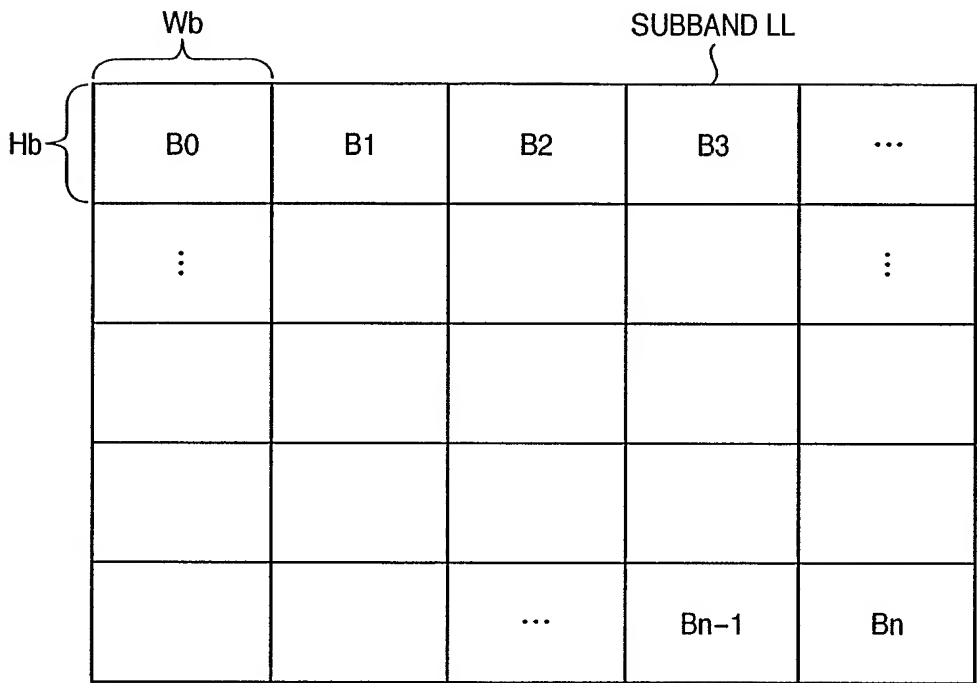 Wb
SUBBAND LL
Hb
B0 B1 B2 B3 ...
⋮ ⋮
... Bn-1 Bn